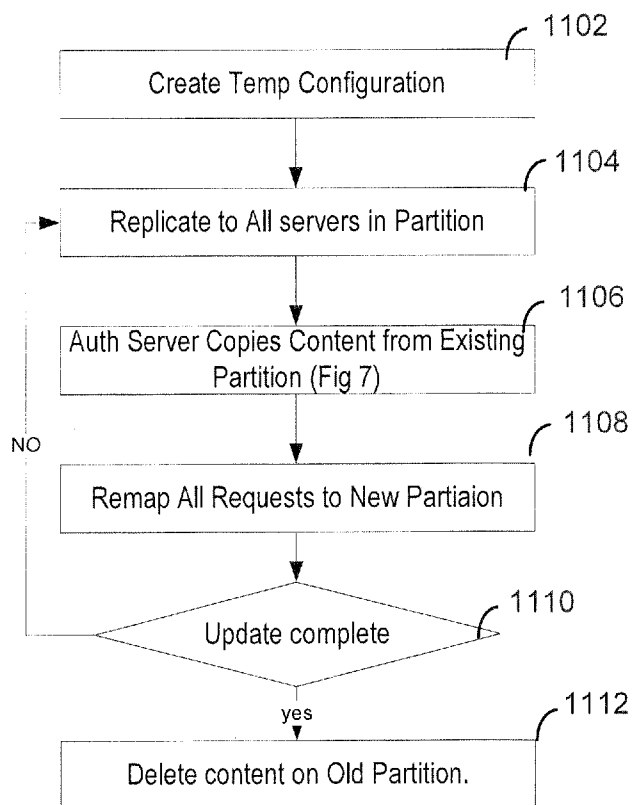 1102
Create Temp Configuration
1104
Replicate to All servers in Partition
1106
Auth Server Copies Content from Existing
Partition (Fig 7)
1108
NO
Remap All Requests to New Partiaion
1110
Update complete
yes
1112
Delete content on Old Partition.